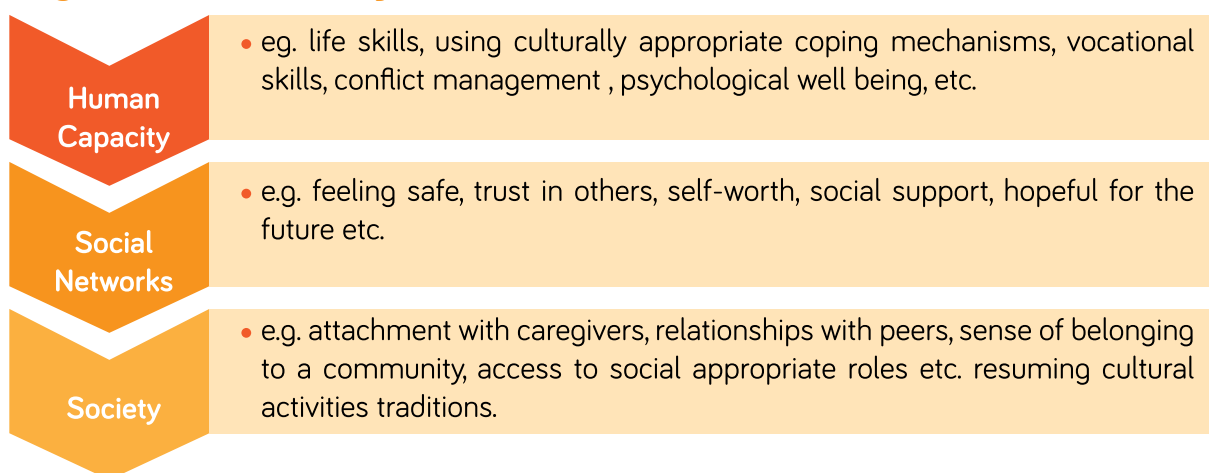 Human
Capacity
• eg. life skills, using culturally appropriate coping mechanisms, vocational
skills, conflict management , psychological well being, etc.
Social
Networks
• e.g. feeling safe, trust in others, self-worth, social support, hopeful for the
future etc.
Society
• e.g. attachment with caregivers, relationships with peers, sense of belonging
to a community, access to social appropriate roles etc. resuming cultural
activities traditions.